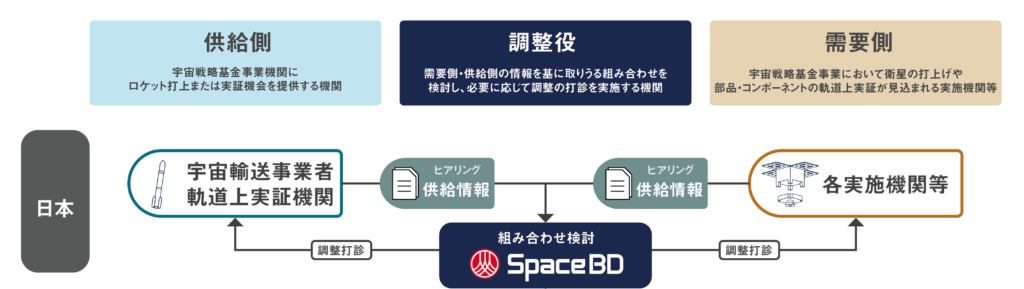 供給側
宇宙戦略基金事業機関に
ロケット打上または実証機会を提供する機関
調整役
需要側・供給側の情報を基に取りうる組み合わせを
検討し、必要に応じて調整の打診を実施する機関
需要側
宇宙戦略基金事業において衛星の打上げや
部品・コンポーネントの軌道上実証が見込まれる実施機関等
日本
宇宙輸送事業者
軌道上実証機関
ヒアリング
供給情報
ヒアリング
供給情報
各実施機関等
調整打診
組み合わせ検討
SpaceBD
調整打診